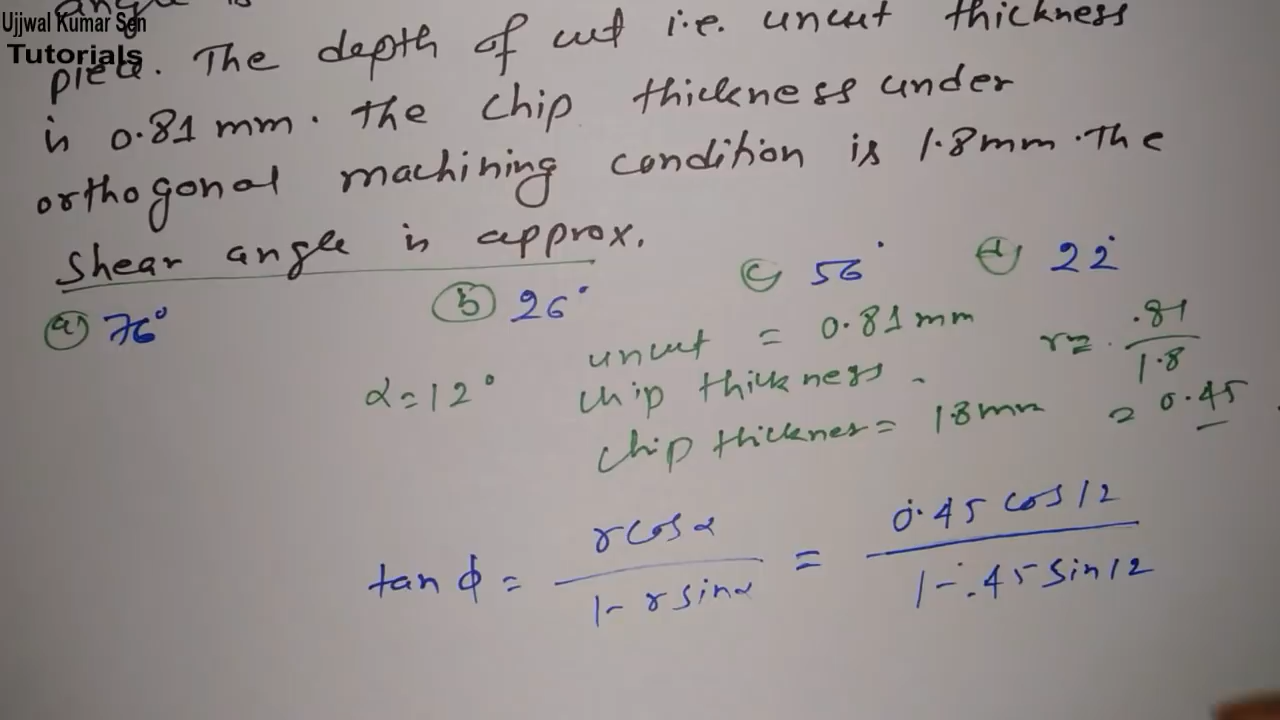 angle is
Ujjwal Kumar Sen
Tutorials
piece. The depth of cut i.e. uncut thickness
is 0.81 mm. the chip thickness under
orthogonal machining condition is 1.8mm. The
Shear angle is approx.
(a) 76° (b) 26° (c) 56° (d) 22°
α = 12°
uncut = 0.81 mm
chip thickness
chip thickner = 1.8mm
r = .81 / 1.8
= 0.45
tan ϕ = r cos α / 1 - r sin α = 0.45 cos 12 / 1 - .45 sin 12